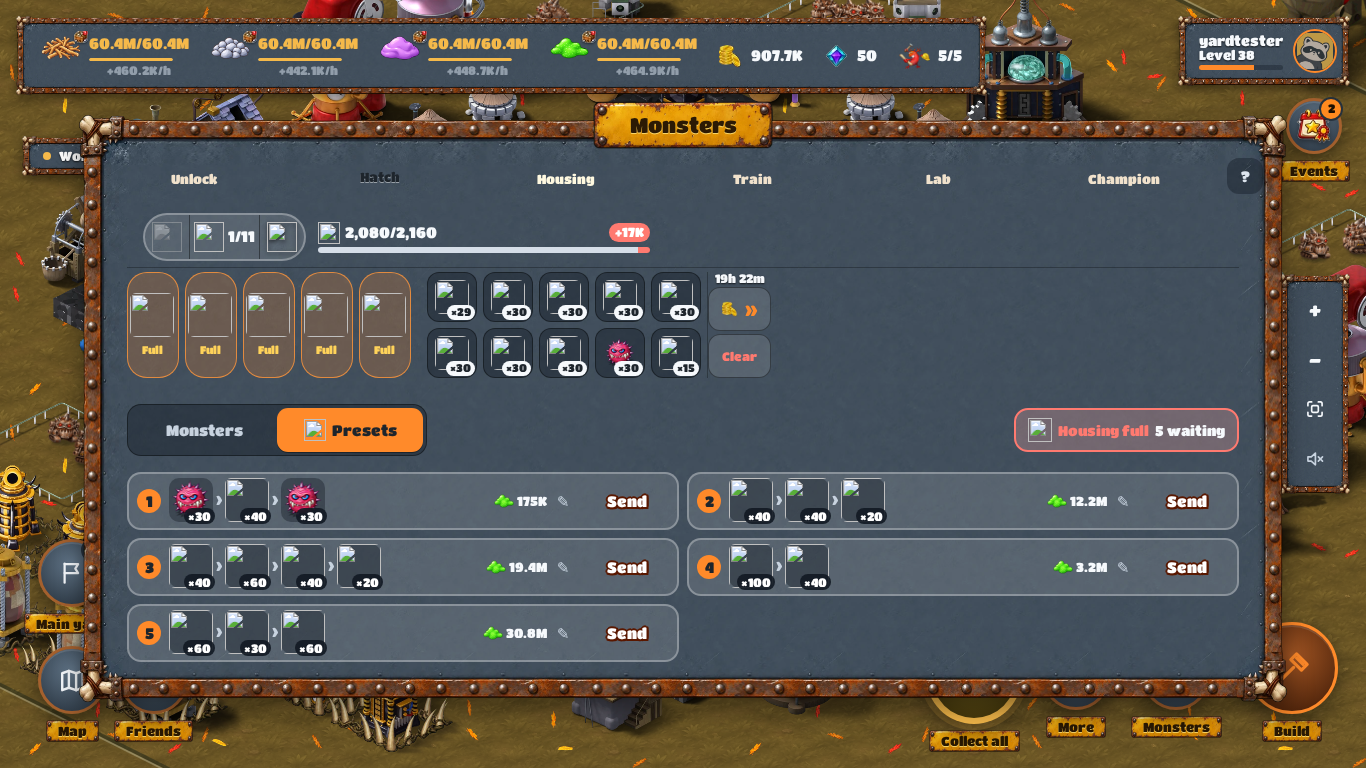 60.4M/60.4M
+460.2K/h
60.4M/60.4M
+442.1K/h
60.4M/60.4M
+448.7K/h
60.4M/60.4M
+464.9K/h
907.7K
50
5/5
yardtester
Level 38
Monsters
2
Events
Wo
Unlock
Hatch
Housing
Train
Lab
Champion
?
1/11
2,080/2,160
+17K
Full
Full
Full
Full
Full
×29
×30
×30
×30
×30
×30
×30
×30
×30
×15
19h 22m
Clear
Monsters
Presets
Housing full 5 waiting
1
×30
×40
×30
175K
Send
2
×40
×40
×20
12.2M
Send
3
×40
×60
×40
×20
19.4M
Send
4
×100
×40
3.2M
Send
5
×60
×30
×60
30.8M
Send
Main ya
Map
Friends
Collect all
More
Monsters
Build